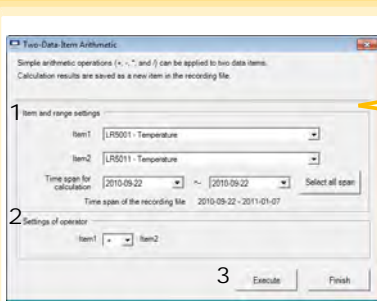 Two-Data-Item Arithmetic
Simple arithmetic operations (+, -, *, and /) can be applied to two data items.
Calculation results are saved as a new item in the recording file.
1
Item and range settings
Item1 LR5001 - Temperature
Item2 LR5011 - Temperature
Time span for calculation 2010-09-22 ~ 2010-09-22 Select all span
Time span of the recording file 2010-09-22 - 2011-01-07
2
Settings of operator
Item1 Item2
3 Execute Finish